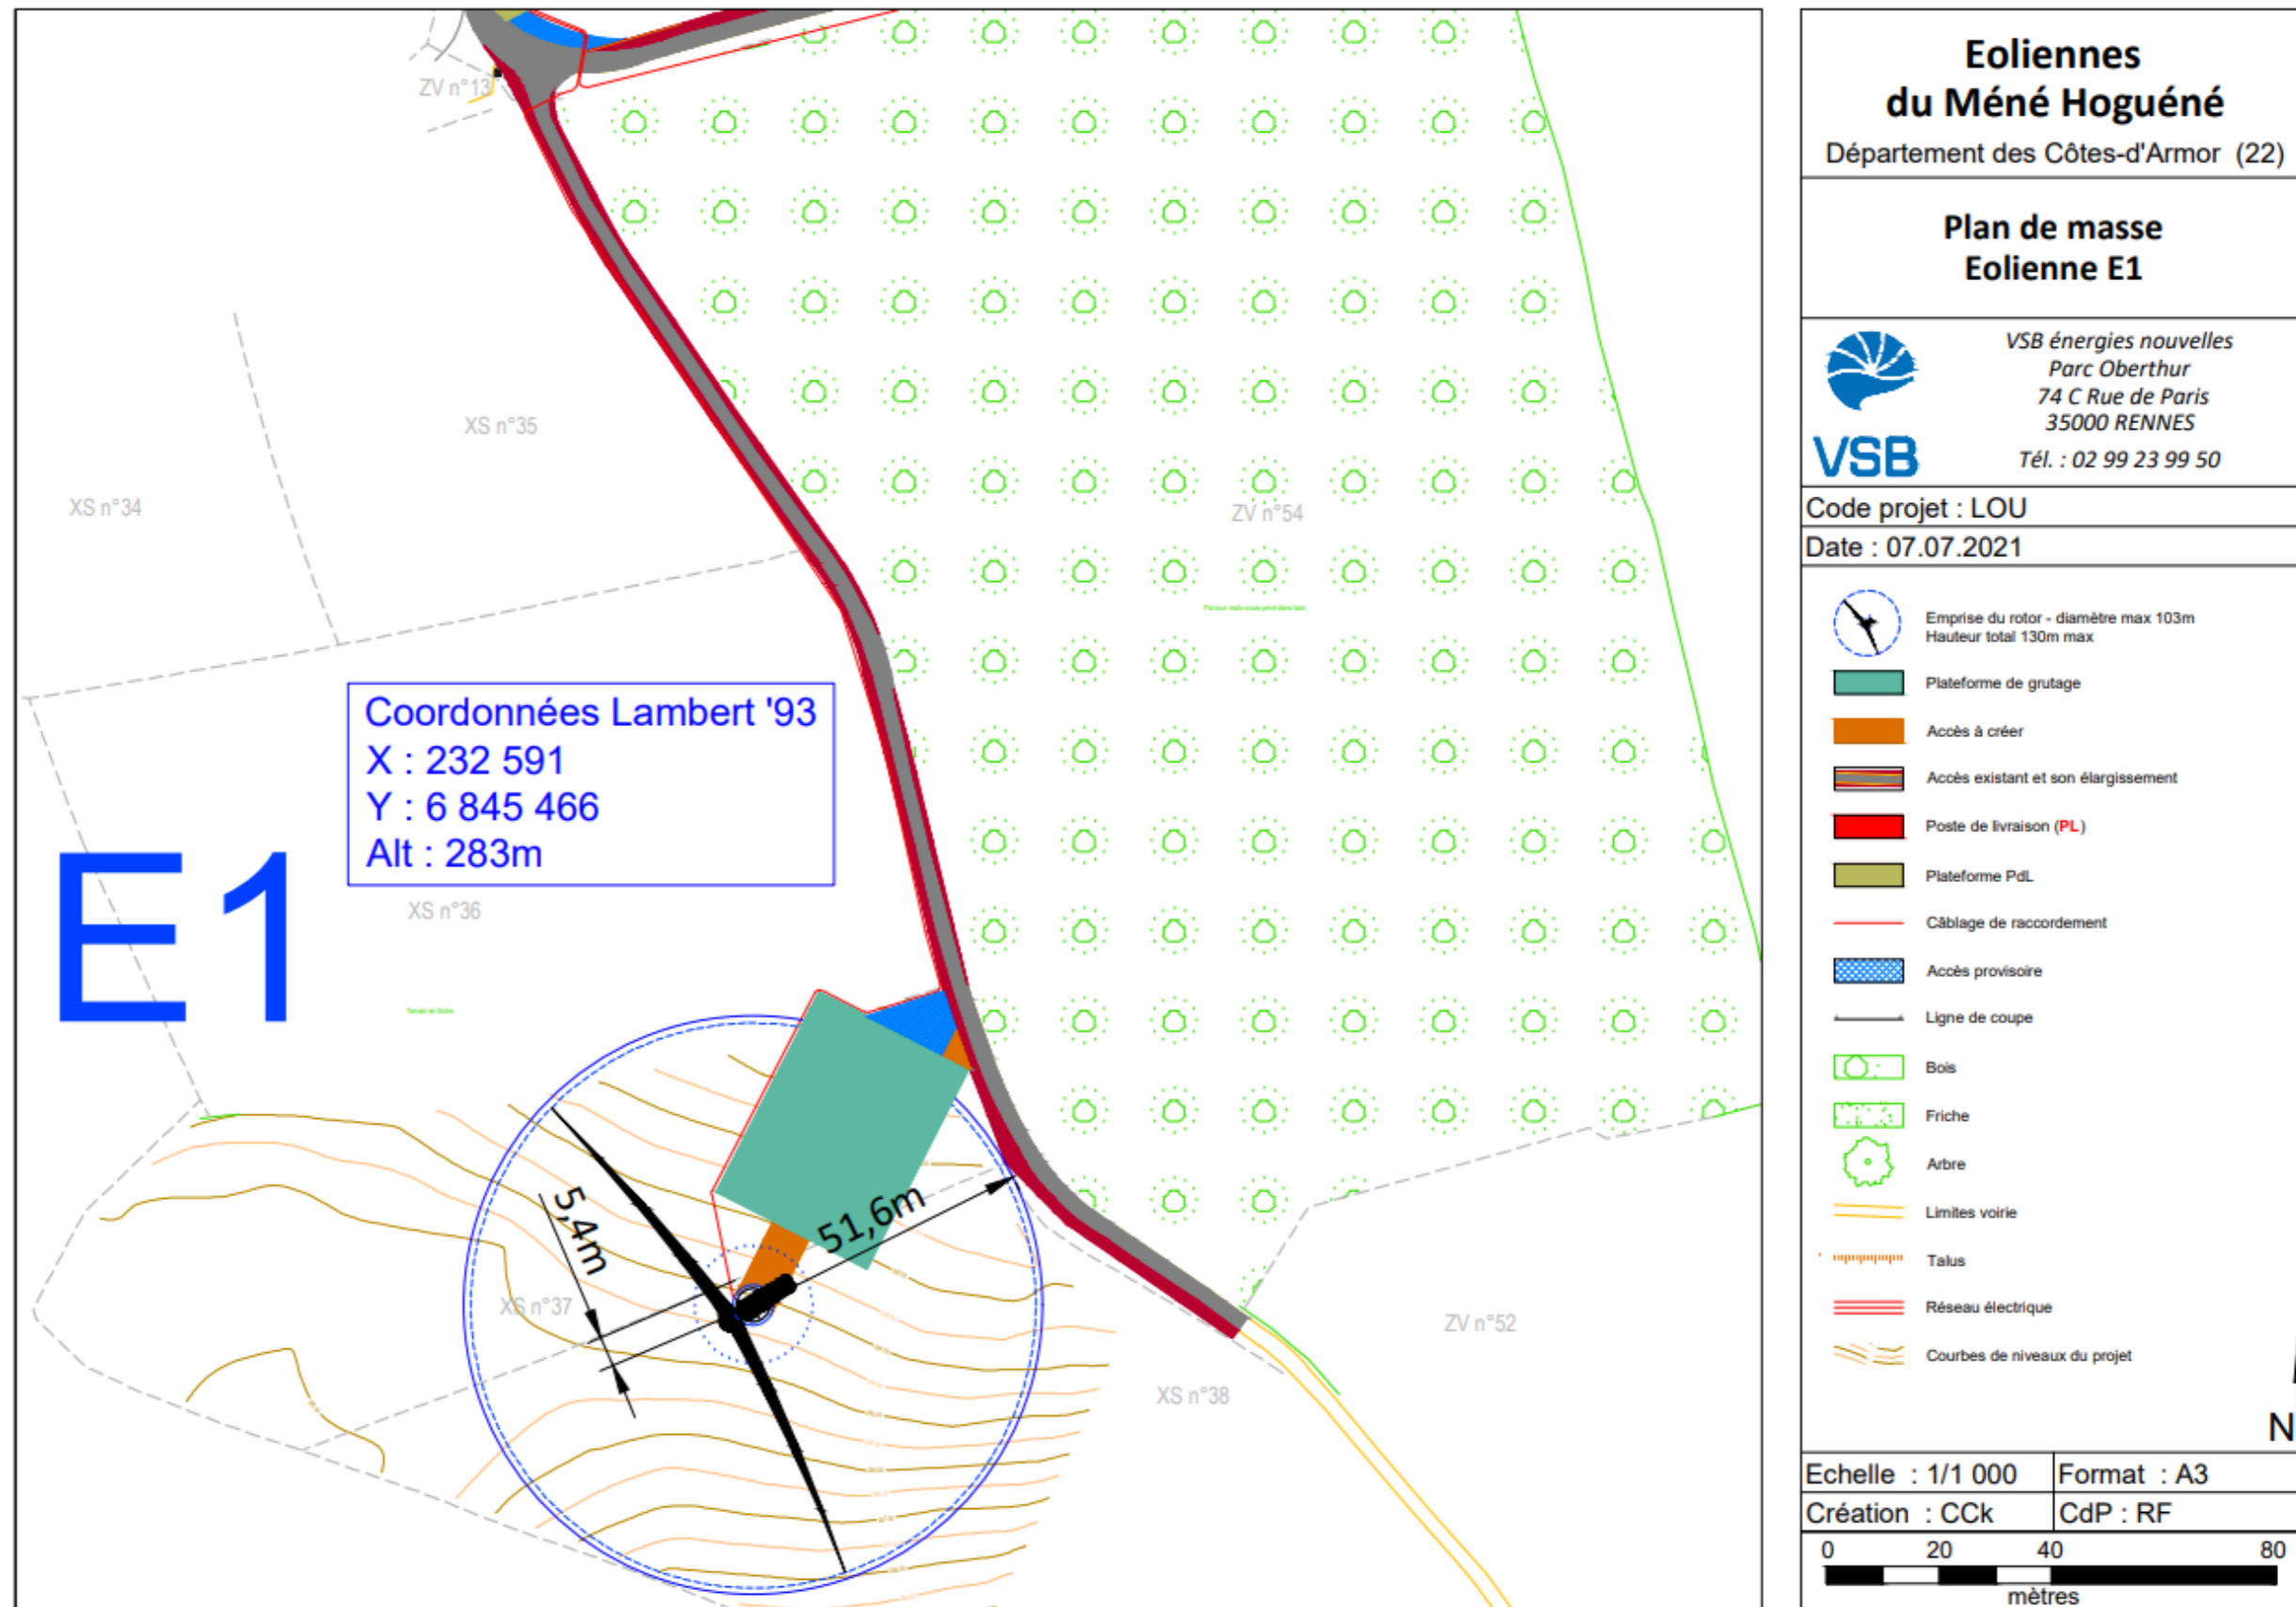 ZV n°13
XS n°35
XS n°34
ZV n°54
Coordonnées Lambert '93
X : 232 591
Y : 6 845 466
Alt : 283m
E1
XS n°36
Terrain en friche
5,4m
51,6m
XS n°37
ZV n°52
XS n°38
Eoliennes
du Méné Hoguéné
Département des Côtes-d'Armor (22)
Plan de masse
Eolienne E1
VSB énergies nouvelles
Parc Oberthur
74 C Rue de Paris
35000 RENNES
VSB
Tél. : 02 99 23 99 50
Code projet : LOU
Date : 07.07.2021
Emprise du rotor - diamètre max 103m
Hauteur total 130m max
Plateforme de grutage
Accès à créer
Accès existant et son élargissement
Poste de livraison (PL)
Plateforme PdL
Câblage de raccordement
Accès provisoire
Ligne de coupe
Bois
Friche
Arbre
Limites voirie
Talus
Réseau électrique
Courbes de niveaux du projet
N
Echelle : 1/1 000
Format : A3
Création : CCk
CdP : RF
0 20 40 80
mètres